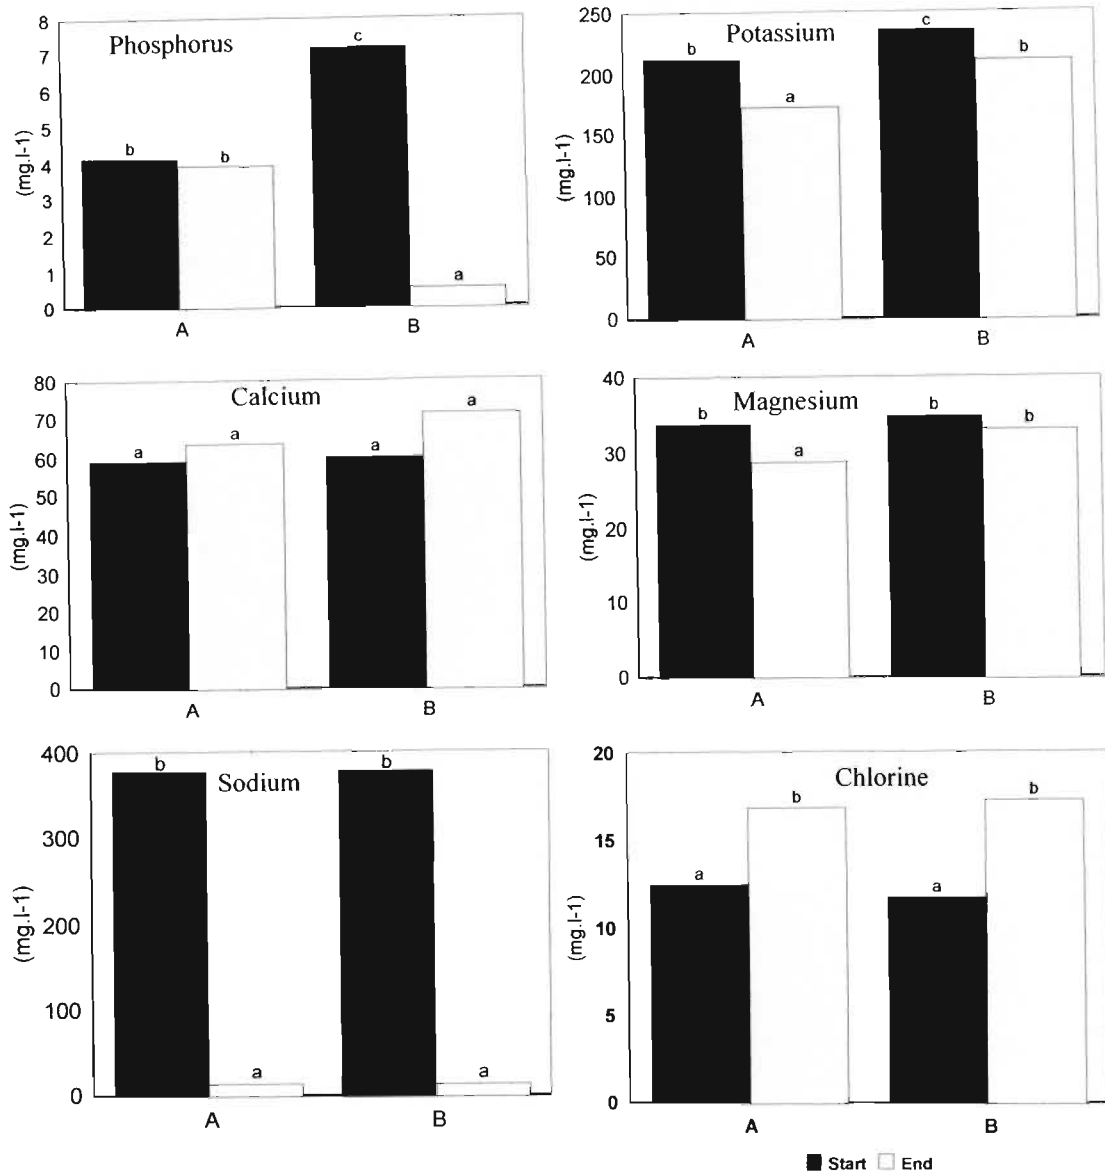 Phosphorus
8
7
6
5
4
3
2
1
0
(mg.l-1)
b
b
c
a
A
B
Potassium
250
200
150
100
50
0
(mg.l-1)
b
a
c
b
A
B
Calcium
80
70
60
50
40
30
20
10
0
(mg.l-1)
a
a
a
a
A
B
Magnesium
40
30
20
10
0
(mg.l-1)
b
a
b
b
A
B
Sodium
400
300
200
100
0
(mg.l-1)
b
a
b
a
A
B
Chlorine
20
15
10
5
0
(mg.l-1)
a
b
a
b
A
B
Start End